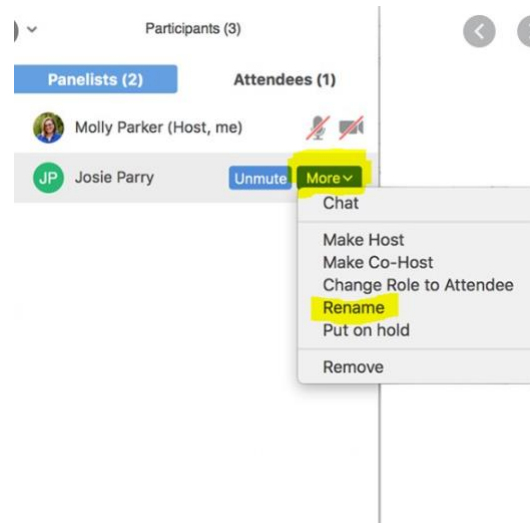 Participants (3)
Panelists (2) Attendees (1)
Molly Parker (Host, me)
JP Josie Parry Unmute More
Chat
Make Host
Make Co-Host
Change Role to Attendee
Rename
Put on hold
Remove